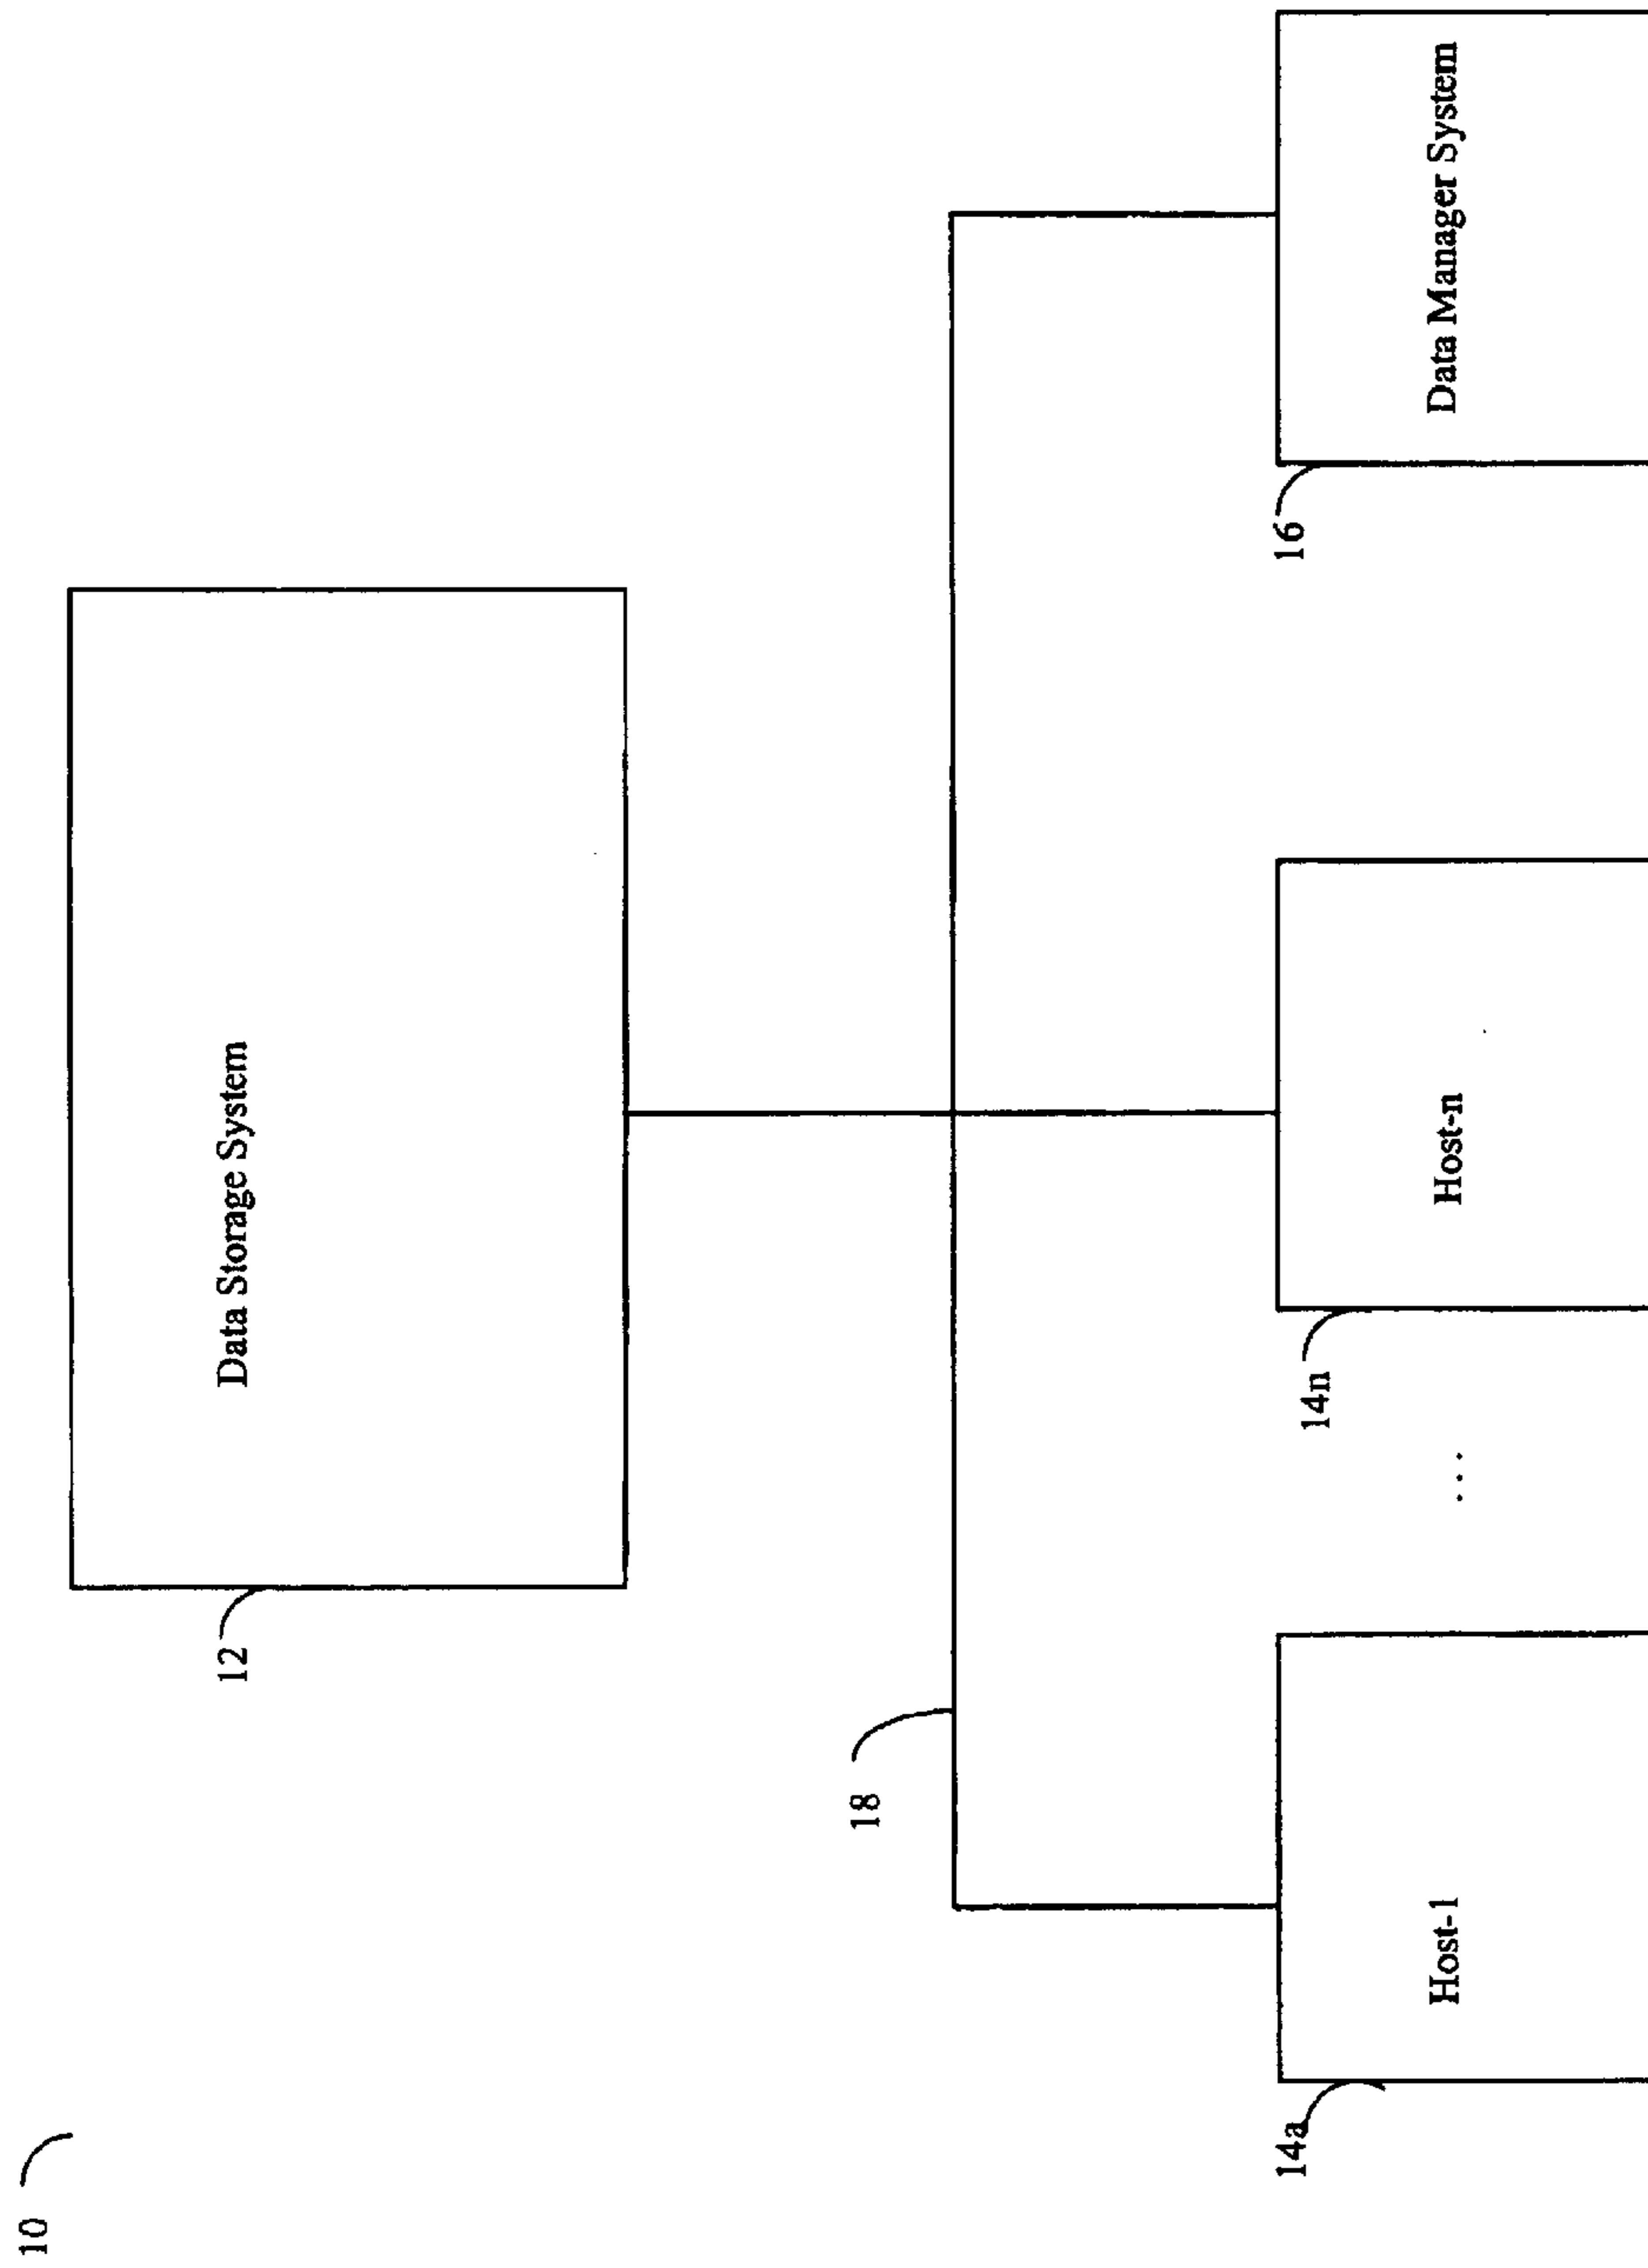 10
12
Data Storage System
18
14a
Host-1
. . .
14n
Host-n
16
Data Manager System